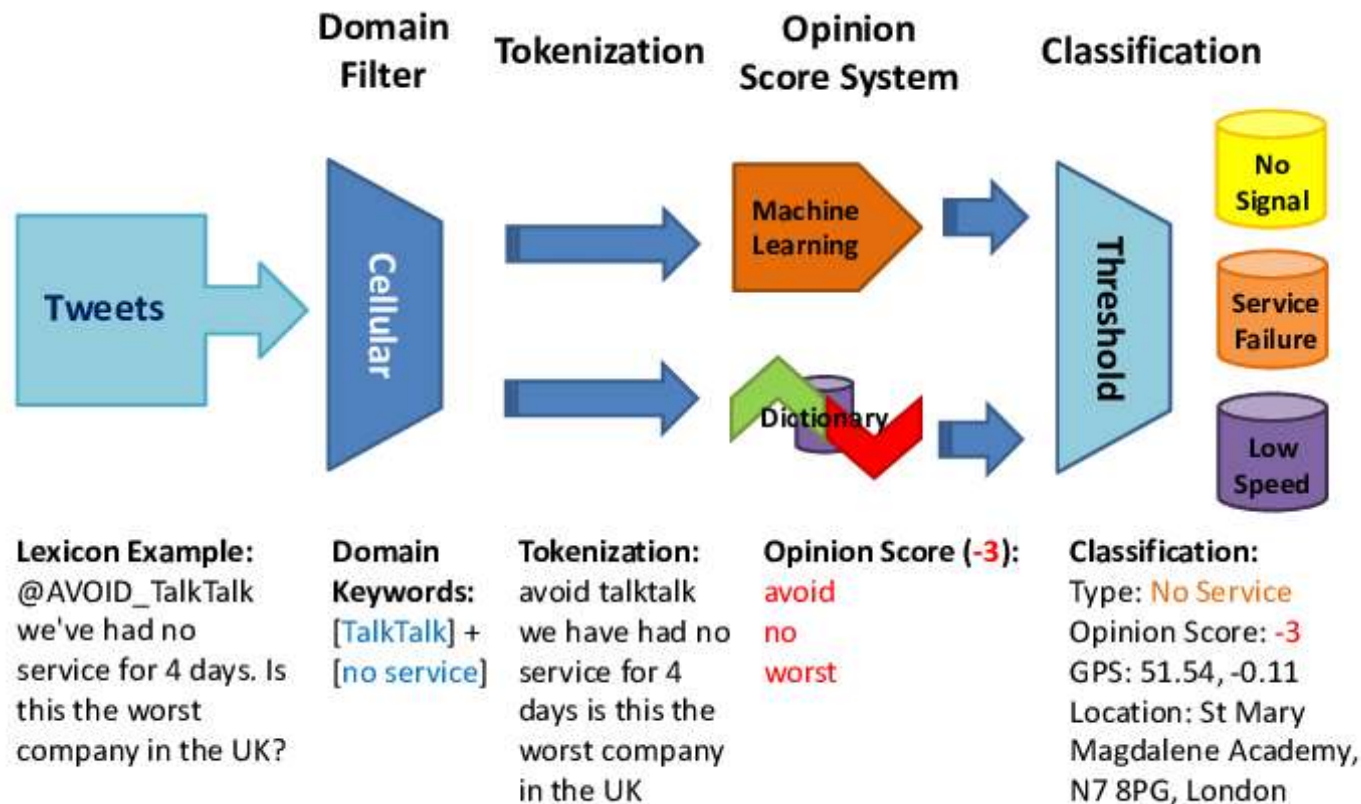 Domain
Filter
Tokenization
Opinion
Score System
Classification
Tweets
Cellular
Machine
Learning
Dictionary
Threshold
No
Signal
Service
Failure
Low
Speed
Lexicon Example:
@AVOID_TalkTalk
we've had no
service for 4 days. Is
this the worst
company in the UK?
Domain
Keywords:
[TalkTalk] +
[no service]
Tokenization:
avoid talktalk
we have had no
service for 4
days is this the
worst company
in the UK
Opinion Score (-3):
avoid
no
worst
Classification:
Type: No Service
Opinion Score: -3
GPS: 51.54, -0.11
Location: St Mary
Magdalene Academy,
N7 8PG, London